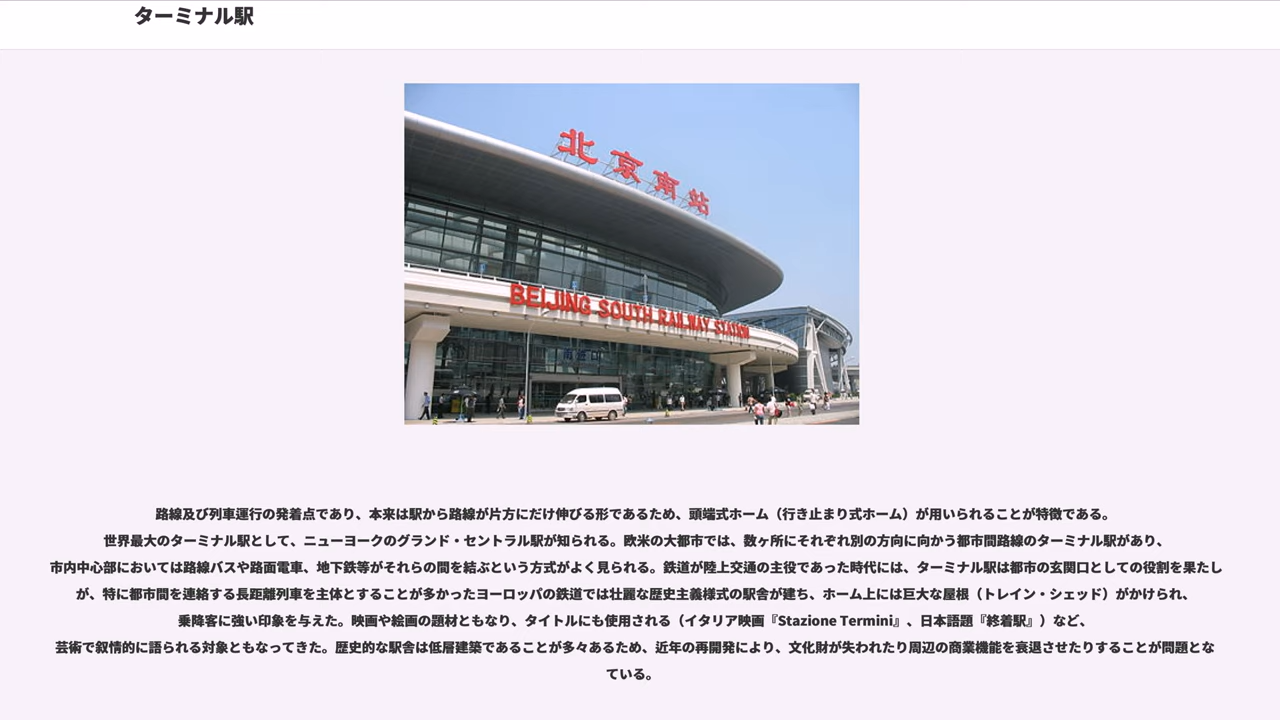 ターミナル駅
北京南站
BEIJING SOUTH RAILWAY STATION
南进口
路線及び列車運行の発着点であり、本来は駅から路線が片方にだけ伸びる形であるため、頭端式ホーム（行き止まり式ホーム）が用いられることが特徴である。
世界最大のターミナル駅として、ニューヨークのグランド・セントラル駅が知られる。欧米の大都市では、数ヶ所にそれぞれ別の方向に向かう都市間路線のターミナル駅があり、
市内中心部においては路線バスや路面電車、地下鉄等がそれらの間を結ぶという方式がよく見られる。鉄道が陸上交通の主役であった時代には、ターミナル駅は都市の玄関口としての役割を果たし
が、特に都市間を連絡する長距離列車を主体とすることが多かったヨーロッパの鉄道では壮麗な歴史主義様式の駅舎が建ち、ホーム上には巨大な屋根（トレイン・シェッド）がかけられ、
乗降客に強い印象を与えた。映画や絵画の題材ともなり、タイトルにも使用される（イタリア映画『Stazione Termini』、日本語題『終着駅』）など、
芸術で叙情的に語られる対象ともなってきた。歴史的な駅舎は低層建築であることが多々あるため、近年の再開発により、文化財が失われたり周辺の商業機能を衰退させたりすることが問題とな
ている。